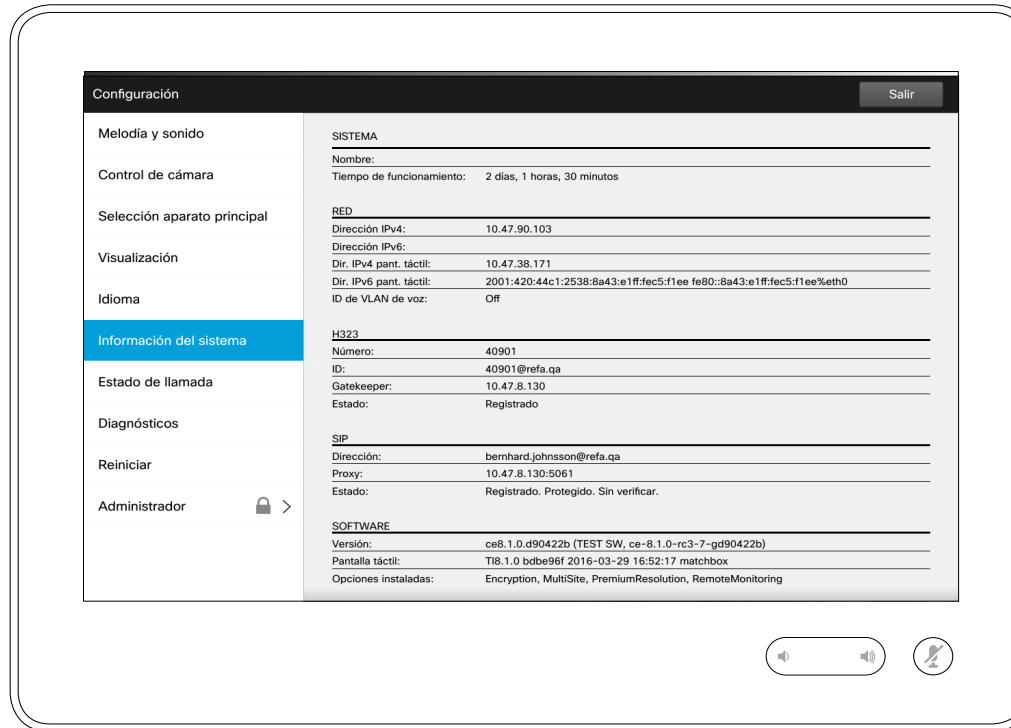 Configuración
Salir
Melodía y sonido
Control de cámara
Selección aparato principal
Visualización
Idioma
Información del sistema
Estado de llamada
Diagnósticos
Reiniciar
Administrador
SISTEMA
Nombre:
Tiempo de funcionamiento: 2 días, 1 horas, 30 minutos
RED
Dirección IPv4: 10.47.90.103
Dirección IPv6:
Dir. IPv4 pant. táctil: 10.47.38.171
Dir. IPv6 pant. táctil: 2001:420:44c1:2538:8a43:e1ff:fec5:f1ee fe80::8a43:e1ff:fec5:f1ee%eth0
ID de VLAN de voz: Off
H323
Número: 40901
ID: 40901@refa.qa
Gatekeeper: 10.47.8.130
Estado: Registrado
SIP
Dirección: bernhard.johnsson@refa.qa
Proxy: 10.47.8.130:5061
Estado: Registrado. Protegido. Sin verificar.
SOFTWARE
Versión: ce8.1.0.d90422b (TEST SW, ce-8.1.0-rc3-7-gd90422b)
Pantalla táctil: TI8.1.0 bdbe96f 2016-03-29 16:52:17 matchbox
Opciones instaladas: Encryption, MultiSite, PremiumResolution, RemoteMonitoring